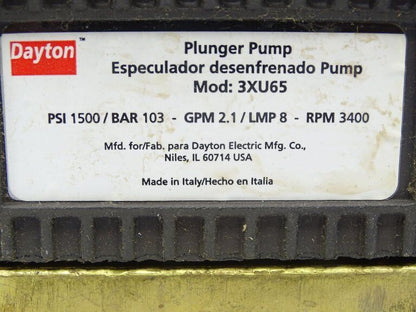 Dayton™
Plunger Pump
Especulador desenfrenado Pump
Mod: 3XU65
PSI 1500 / BAR 103 - GPM 2.1 / LMP 8 - RPM 3400
Mfd. for/Fab. para Dayton Electric Mfg. Co.,
Niles, IL 60714 USA
Made in Italy/Hecho en Italia